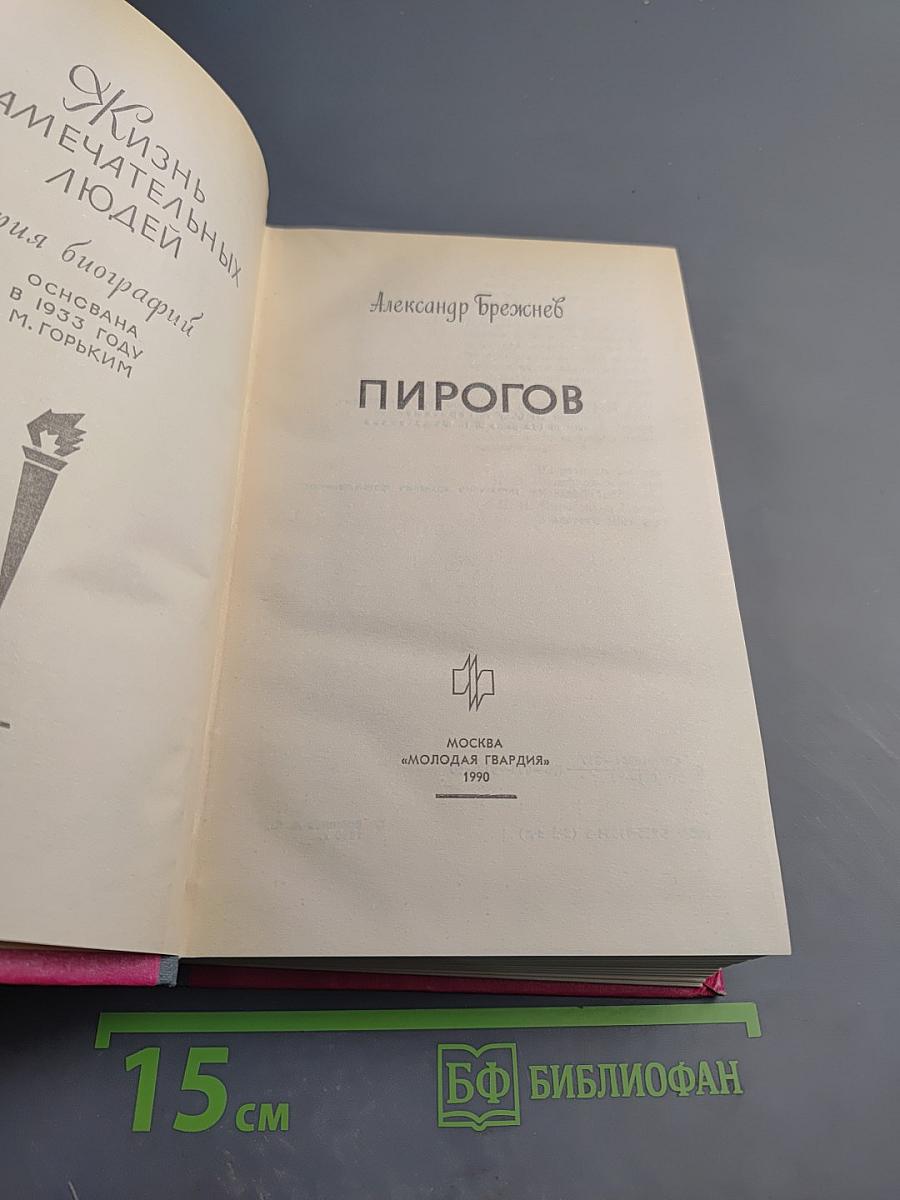 Жизнь
ЗАМЕЧАТЕЛЬНЫХ
ЛЮДЕЙ
биографий
ОСНОВАНА
В 1933 ГОДУ
М. ГОРЬКИМ
Александр Брежнев
ПИРОГОВ
МОСКВА
«МОЛОДАЯ ГВАРДИЯ»
1990
15 см
БФ БИБЛИОФАН